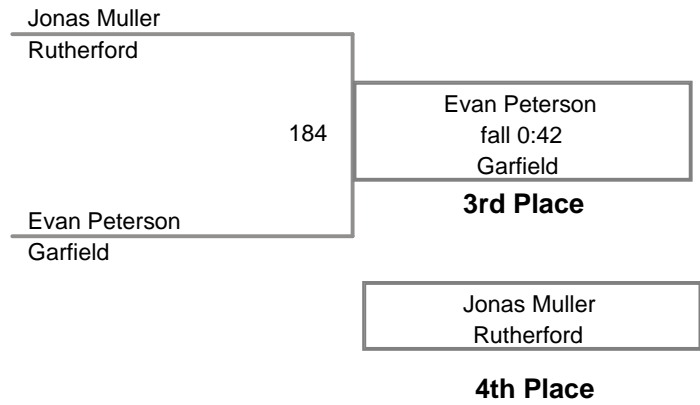 Jonas Muller
Rutherford
184
Evan Peterson
Garfield
Evan Peterson
fall 0:42
Garfield
3rd Place
Jonas Muller
Rutherford
4th Place